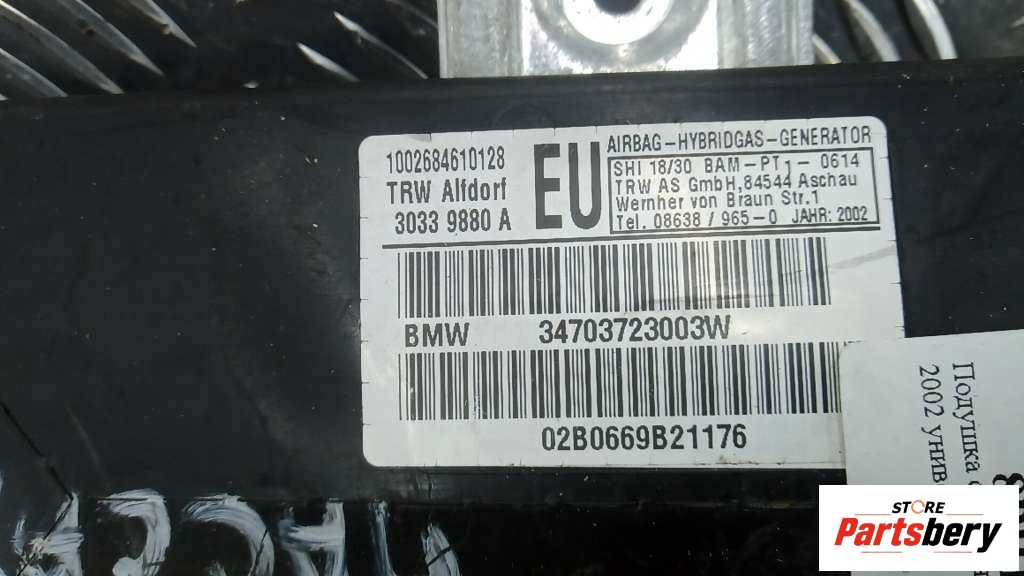 1002684610128
TRW Alfdorf
3033 9880 A
EU
AIRBAG-HYBRIDGAS-GENERATOR
SHI 18/30 BAM-PT1-0614
TRW AS GmbH, 84544 Aschau
Wernher von Braun Str.1
Tel. 08638 / 965-0 JAHR: 2002
BMW 34703723003W
02B0669B21176
Подушка
2002 унив
STORE
Partsbery